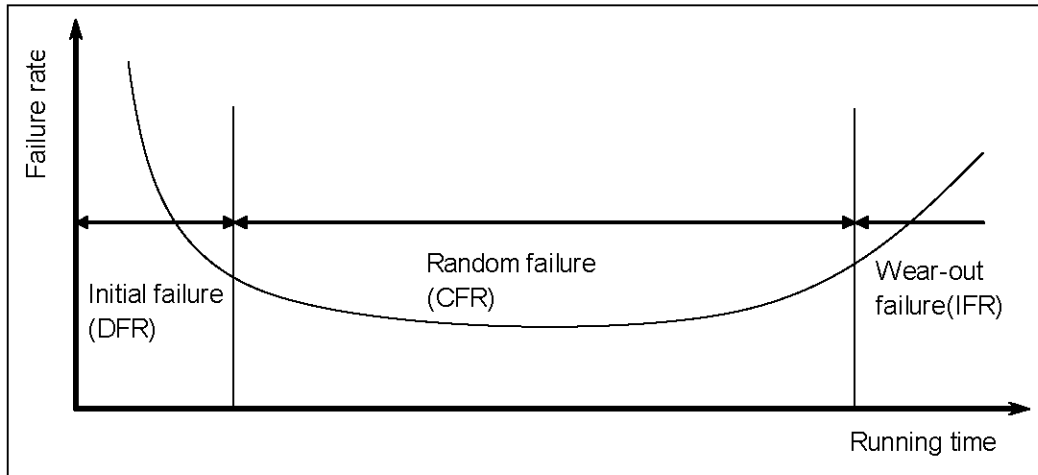 Failure rate
Initial failure
(DFR)
Random failure
(CFR)
Wear-out
failure(IFR)
Running time